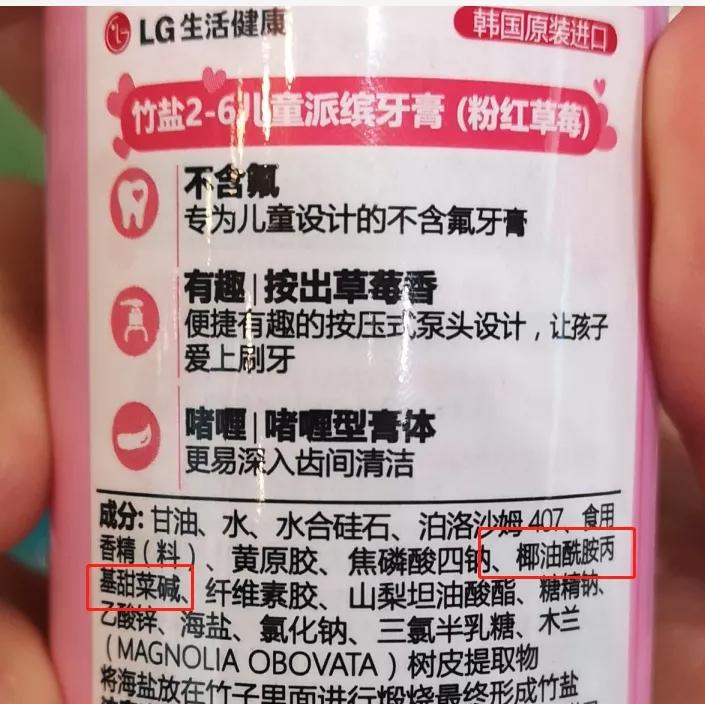 LG生活健康
韩国原装进口
竹盐2-6儿童派缤牙膏（粉红草莓）
不含氟
专为儿童设计的不含氟牙膏
有趣|按出草莓香
便捷有趣的按压式泵头设计，让孩子
爱上刷牙
啫喱|啫喱型膏体
更易深入齿间清洁
成分: 甘油、水、水合硅石、泊洛沙姆 407、食用
香精（料）、黄原胶、焦磷酸四钠、椰油酰胺丙
基甜菜碱、纤维素胶、山梨坦油酸酯、糖精钠、
乙酸锌、海盐、氯化钠、三氯半乳糖、木兰
（MAGNOLIA OBOVATA）树皮提取物
将海盐放在竹子里面进行煅烧最终形成竹盐